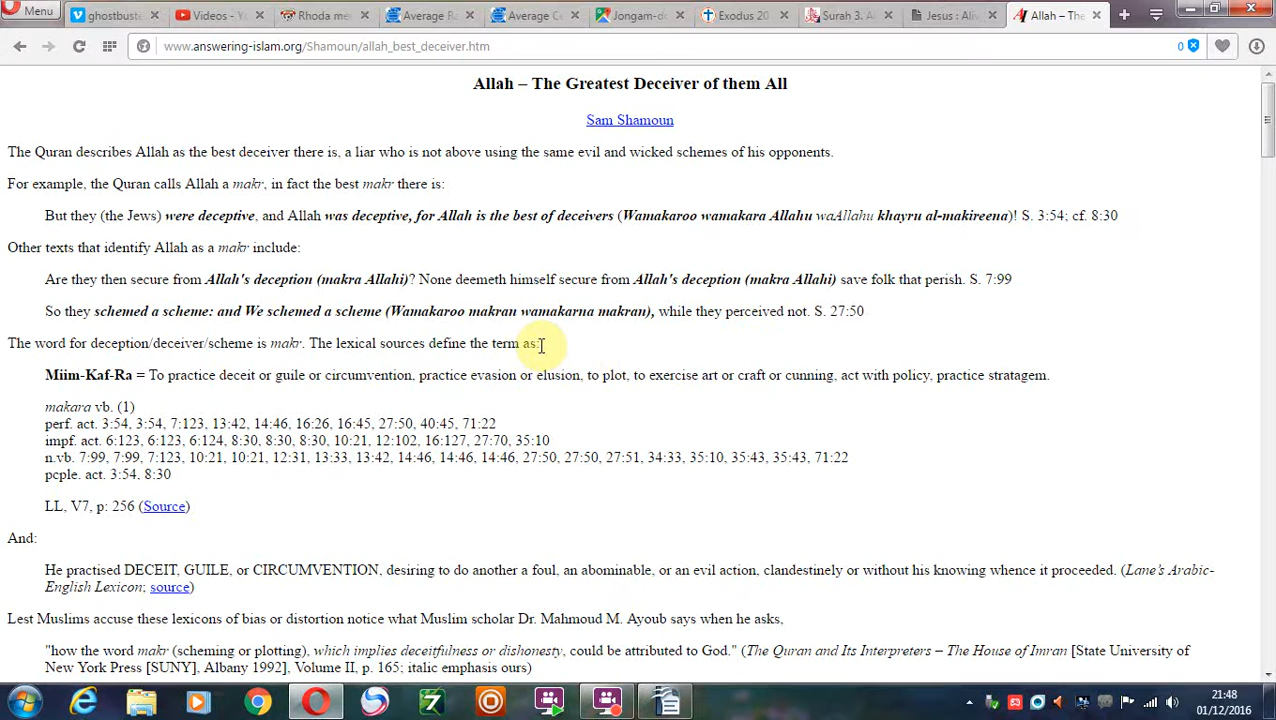 Menu
ghostbuste
Videos - Yo
Rhoda me
Average Ra
Average Co
Jongam-do
Exodus 20
Surah 3. A
Jesus : Aliv
Allah – The
www.answering-islam.org/Shamoun/allah_best_deceiver.htm
0
Allah – The Greatest Deceiver of them All
Sam Shamoun
The Quran describes Allah as the best deceiver there is, a liar who is not above using the same evil and wicked schemes of his opponents.
For example, the Quran calls Allah a makr, in fact the best makr there is:
But they (the Jews) were deceptive, and Allah was deceptive, for Allah is the best of deceivers (Wamakaroo wamakara Allahu waAllahu khayru al-makireena)! S. 3:54; cf. 8:30
Other texts that identify Allah as a makr include:
Are they then secure from Allah's deception (makra Allahi)? None deemeth himself secure from Allah's deception (makra Allahi) save folk that perish. S. 7:99
So they schemed a scheme: and We schemed a scheme (Wamakaroo makran wamakarna makran), while they perceived not. S. 27:50
The word for deception/deceiver/scheme is makr. The lexical sources define the term as:
Miim-Kaf-Ra = To practice deceit or guile or circumvention, practice evasion or elusion, to plot, to exercise art or craft or cunning, act with policy, practice stratagem.
makara vb. (1)
perf. act. 3:54, 3:54, 7:123, 13:42, 14:46, 16:26, 16:45, 27:50, 40:45, 71:22
impf. act. 6:123, 6:123, 6:124, 8:30, 8:30, 8:30, 10:21, 12:102, 16:127, 27:70, 35:10
n.vb. 7:99, 7:99, 7:123, 10:21, 10:21, 12:31, 13:33, 13:42, 14:46, 14:46, 14:46, 27:50, 27:50, 27:51, 34:33, 35:10, 35:43, 35:43, 71:22
pcple. act. 3:54, 8:30
LL, V7, p: 256 (Source)
And:
He practised DECEIT, GUILE, or CIRCUMVENTION, desiring to do another a foul, an abominable, or an evil action, clandestinely or without his knowing whence it proceeded. (Lane's Arabic-
English Lexicon; source)
Lest Muslims accuse these lexicons of bias or distortion notice what Muslim scholar Dr. Mahmoud M. Ayoub says when he asks,
"how the word makr (scheming or plotting), which implies deceitfulness or dishonesty, could be attributed to God." (The Quran and Its Interpreters – The House of Imran [State University of
New York Press [SUNY], Albany 1992], Volume II, p. 165; italic emphasis ours)
21:48
01/12/2016